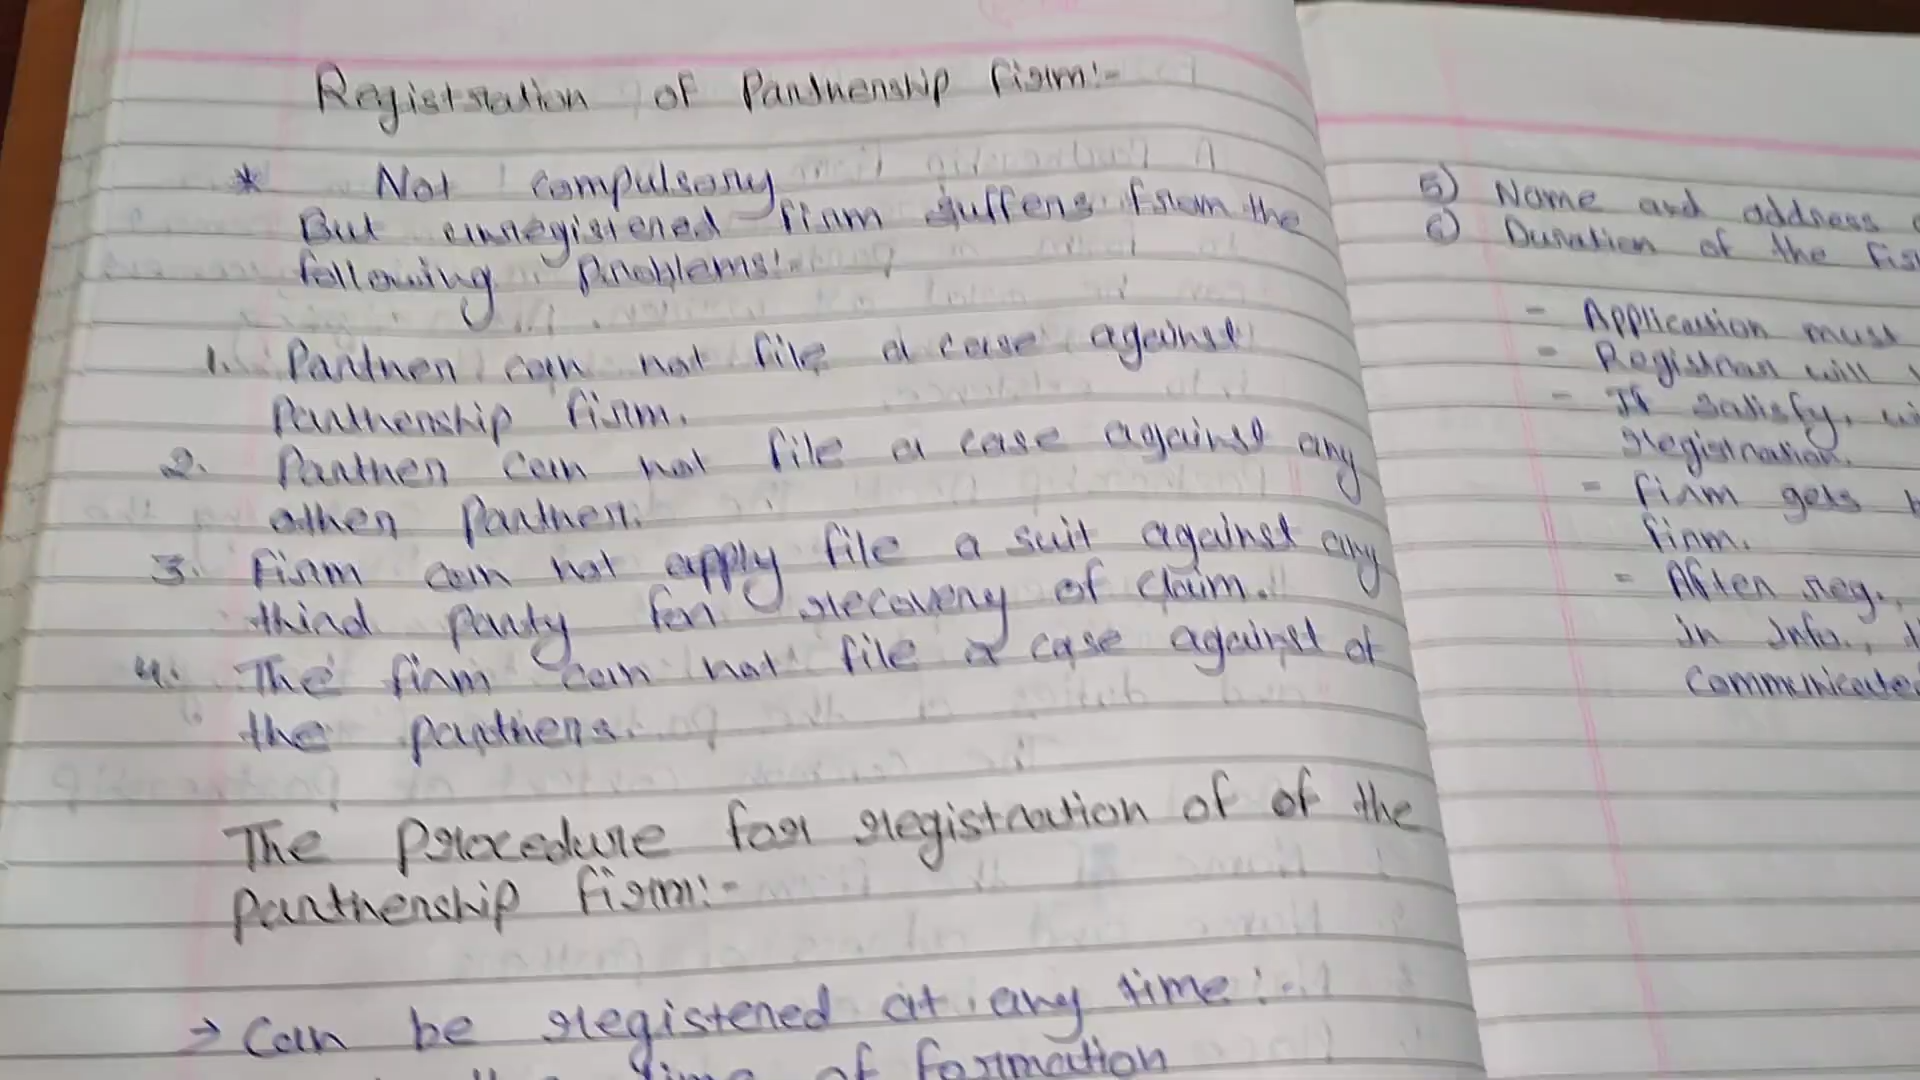 Registration of Partnership firm:-
* Not compulsory
But unregistered firm suffers from the
following problems:-
1. Partner can not file a case against
partnership firm.
2. Partner can not file a case against any
other partner.
3. Firm can not apply file a suit against any
third party for recovery of claim.
4. The firm can not file a case against of
the partners.
The Procedure for registration of of the
partnership firm:-
→ Can be registered at any time:-
time of formation
5) Name and address
6) Duration of the
- Application must
- Registrar will
- If satisfy,
registration.
- firm gets
firm.
- After reg.,
in info.,